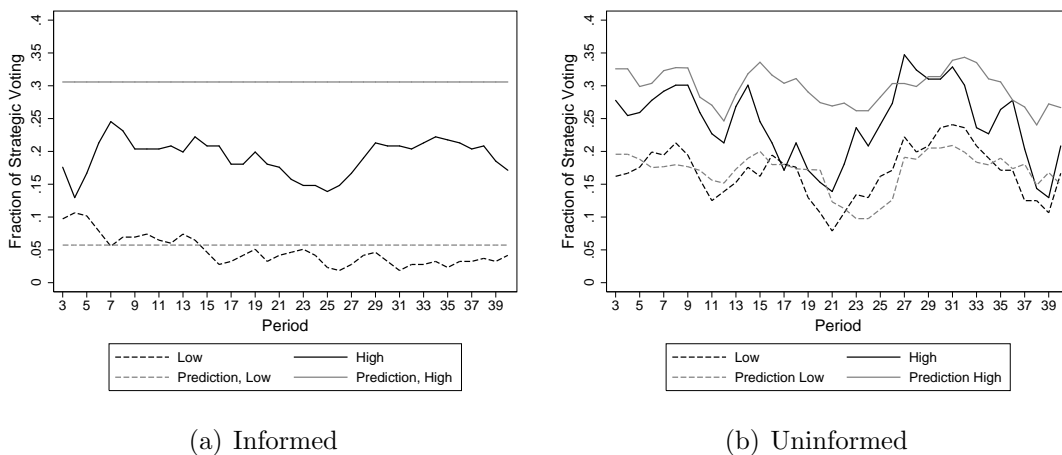 Fraction of Strategic Voting
0 .05 .1 .15 .2 .25 .3 .35 .4
3 5 7 9 11 13 15 17 19 21 23 25 27 29 31 33 35 37 39
Period
Low High
Prediction, Low Prediction, High
(a) Informed
Fraction of Strategic Voting
0 .05 .1 .15 .2 .25 .3 .35 .4
3 5 7 9 11 13 15 17 19 21 23 25 27 29 31 33 35 37 39
Period
Low High
Prediction Low Prediction High
(b) Uninformed